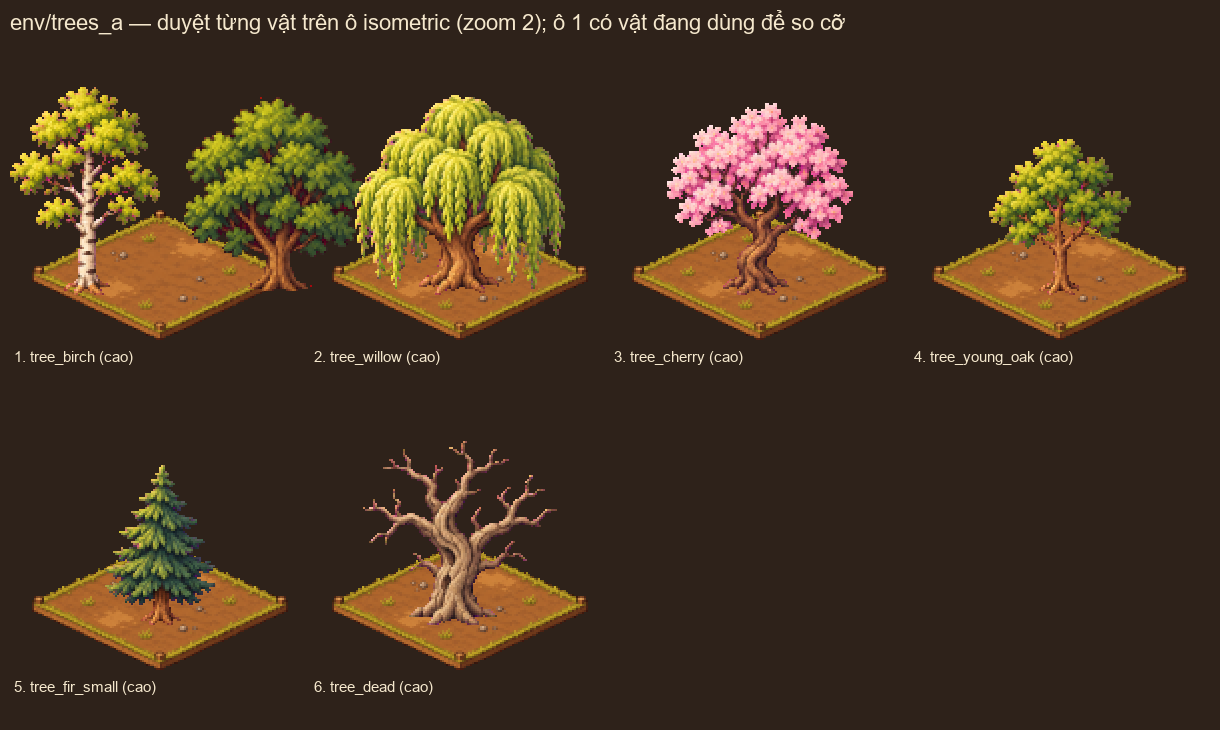 env/trees_a — duyệt từng vật trên ô isometric (zoom 2); ô 1 có vật đang dùng để so cỡ
1. tree_birch (cao)
2. tree_willow (cao)
3. tree_cherry (cao)
4. tree_young_oak (cao)
5. tree_fir_small (cao)
6. tree_dead (cao)